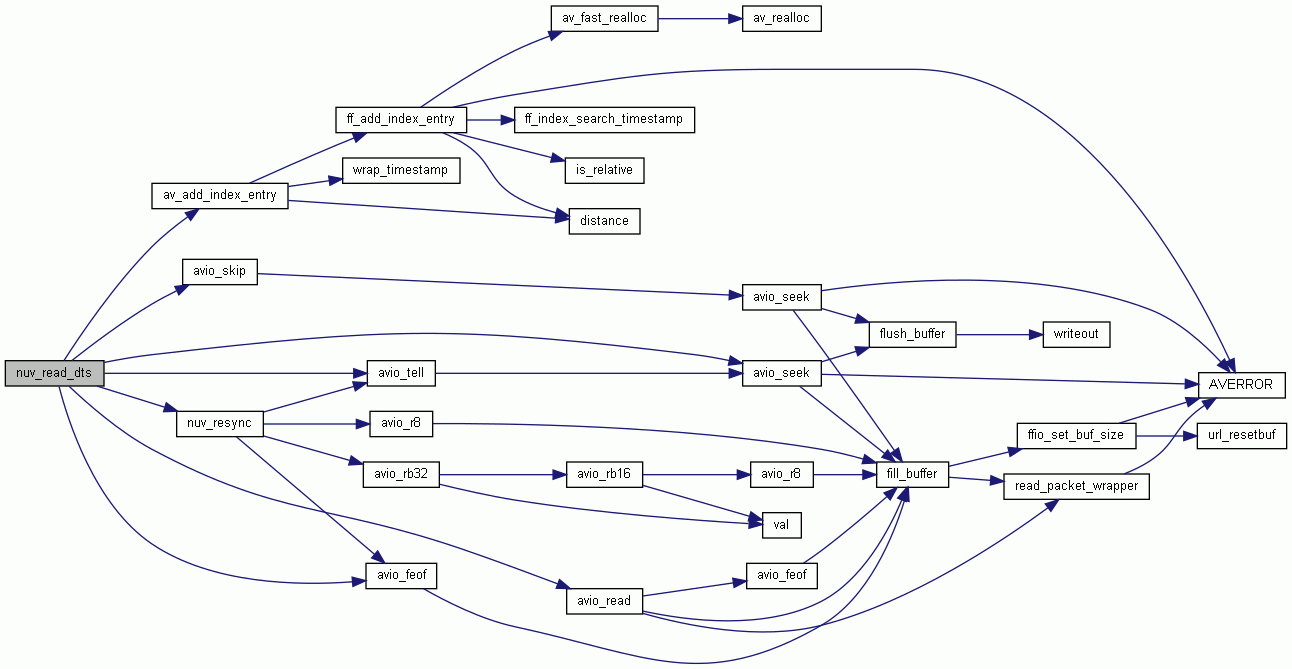 av_fast_realloc
av_realloc
ff_add_index_entry
ff_index_search_timestamp
wrap_timestamp
is_relative
av_add_index_entry
distance
avio_skip
avio_seek
flush_buffer
writeout
nuv_read_dts
avio_tell
avio_seek
AVERROR
nuv_resync
avio_r8
ffio_set_buf_size
url_resetbuf
avio_rb32
avio_rb16
avio_r8
fill_buffer
read_packet_wrapper
val
avio_feof
avio_feof
avio_read